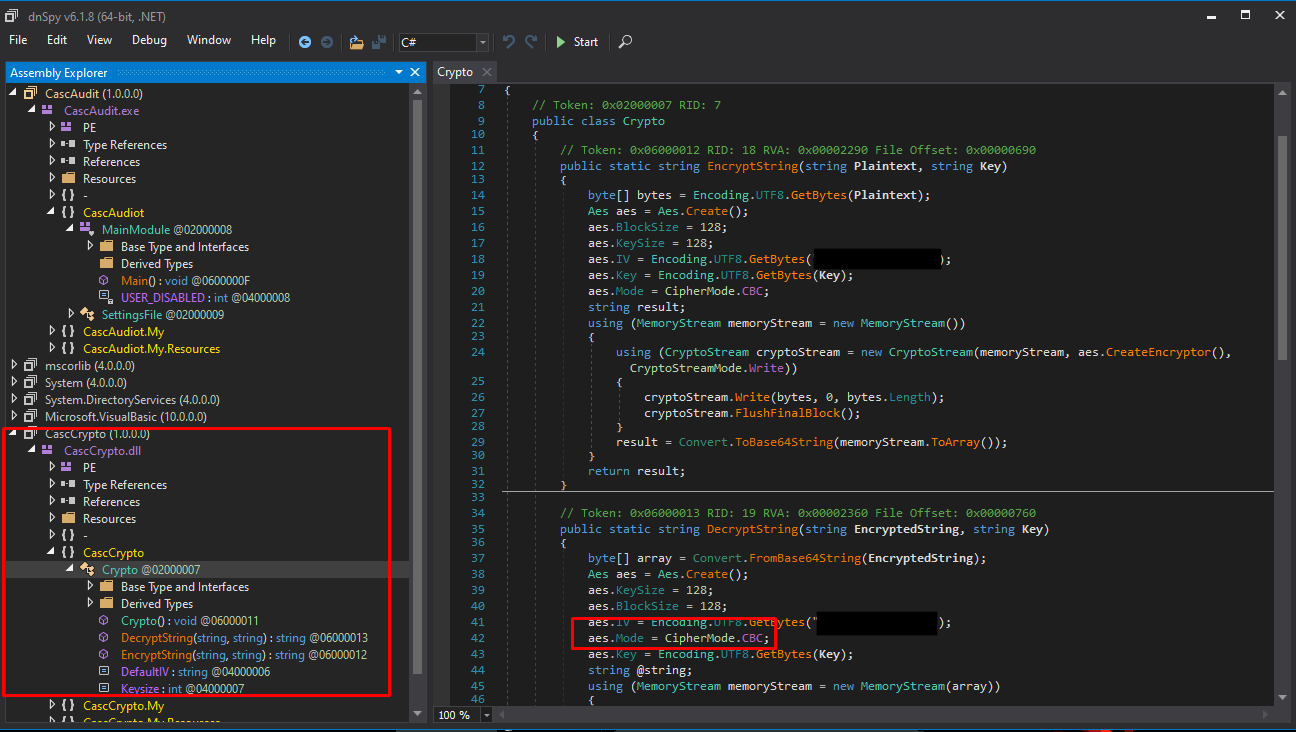 dnSpy v6.1.8 (64-bit, .NET)
File Edit View Debug Window Help C# Start
Assembly Explorer
CascAudit (1.0.0.0)
CascAudit.exe
PE
Type References
References
Resources
{ } -
{ } CascAudiot
MainModule @02000008
Base Type and Interfaces
Derived Types
Main() : void @0600000F
USER_DISABLED : int @04000008
SettingsFile @02000009
{ } CascAudiot.My
{ } CascAudiot.My.Resources
mscorlib (4.0.0.0)
System (4.0.0.0)
System.DirectoryServices (4.0.0.0)
Microsoft.VisualBasic (10.0.0.0)
CascCrypto (1.0.0.0)
CascCrypto.dll
PE
Type References
References
Resources
{ } -
{ } CascCrypto
Crypto @02000007
Base Type and Interfaces
Derived Types
Crypto() : void @06000011
DecryptString(string, string) : string @06000013
EncryptString(string, string) : string @06000012
DefaultIV : string @04000006
Keysize : int @04000007
{ } CascCrypto.My
{ } CascCrypto.My.Resources
Crypto
7 {
8 // Token: 0x02000007 RID: 7
9 public class Crypto
10 {
11 // Token: 0x06000012 RID: 18 RVA: 0x00002290 File Offset: 0x00000690
12 public static string EncryptString(string Plaintext, string Key)
13 {
14 byte[] bytes = Encoding.UTF8.GetBytes(Plaintext);
15 Aes aes = Aes.Create();
16 aes.BlockSize = 128;
17 aes.KeySize = 128;
18 aes.IV = Encoding.UTF8.GetBytes( );
19 aes.Key = Encoding.UTF8.GetBytes(Key);
20 aes.Mode = CipherMode.CBC;
21 string result;
22 using (MemoryStream memoryStream = new MemoryStream())
23 {
24 using (CryptoStream cryptoStream = new CryptoStream(memoryStream, aes.CreateEncryptor(),
CryptoStreamMode.Write))
25 {
26 cryptoStream.Write(bytes, 0, bytes.Length);
27 cryptoStream.FlushFinalBlock();
28 }
29 result = Convert.ToBase64String(memoryStream.ToArray());
30 }
31 return result;
32 }
33
34 // Token: 0x06000013 RID: 19 RVA: 0x00002360 File Offset: 0x00000760
35 public static string DecryptString(string EncryptedString, string Key)
36 {
37 byte[] array = Convert.FromBase64String(EncryptedString);
38 Aes aes = Aes.Create();
39 aes.KeySize = 128;
40 aes.BlockSize = 128;
41 aes.IV = Encoding.UTF8.GetBytes(" );
42 aes.Mode = CipherMode.CBC;
43 aes.Key = Encoding.UTF8.GetBytes(Key);
44 string @string;
45 using (MemoryStream memoryStream = new MemoryStream(array))
46 {
100 %